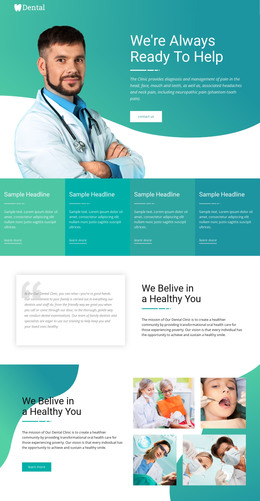 Dental
We're Always
Ready To Help
The Clinic provides diagnosis and management of pain in the
head, face, mouth and teeth, as well as associated headaches
and neck pain, including neuropathic pain (persistent tooth
pain).
contact us
Sample Headline
Sample Headline
Sample Headline
Sample Headline
Sample text. Lorem ipsum dolor sit amet, consectetur adipiscing elit nullam nunc justo sagittis suscipit ultrices.
Sample text. Lorem ipsum dolor sit amet, consectetur adipiscing elit nullam nunc justo sagittis suscipit ultrices.
Sample text. Lorem ipsum dolor sit amet, consectetur adipiscing elit nullam nunc justo sagittis suscipit ultrices.
Sample text. Lorem ipsum dolor sit amet, consectetur adipiscing elit nullam nunc justo sagittis suscipit ultrices.
learn more
learn more
learn more
learn more
We Belive in
a Healthy You
The mission of Our Dental Clinic is to create a healthier
community by providing transformational oral health care to
those experiencing poverty. Our vision is that every individual
has the opportunity to achieve a sustainable, healthy smile.
We Belive in
a Healthy You
The mission of Our Dental Clinic is to create a healthier
community by providing transformational oral health care to
those experiencing poverty. Our vision is that every individual
has the opportunity to achieve a sustainable, healthy smile.
learn more